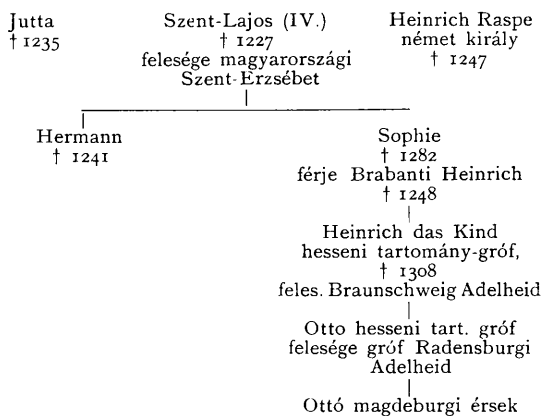 Jutta
† 1235
Szent-Lajos (IV.)
† 1227
felesége magyarországi
Szent-Erzsébet
Heinrich Raspe
német király
† 1247
Hermann
† 1241
Sophie
† 1282
férje Brabanti Heinrich
† 1248
Heinrich das Kind
hesseni tartomány-gróf,
† 1308
feles. Braunschweig Adelheid
Otto hesseni tart. gróf
felesége gróf Radensburgi
Adelheid
Ottó magdeburgi érsek